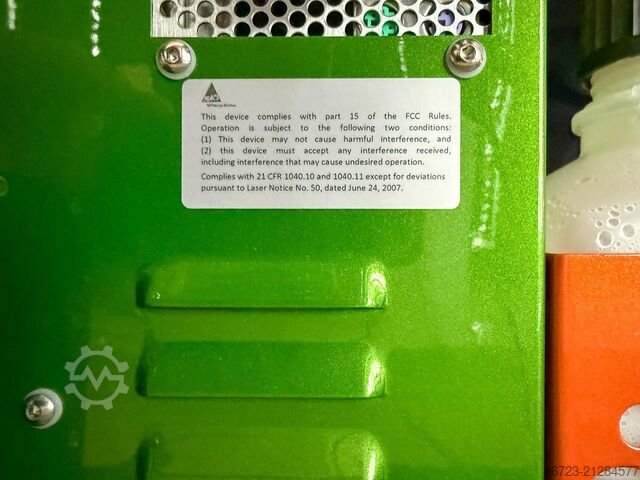 This device complies with part 15 of the FCC Rules.
Operation is subject to the following two conditions:
(1) This device may not cause harmful interference, and
(2) this device must accept any interference received,
including interference that may cause undesired operation.
Complies with 21 CFR 1040.10 and 1040.11 except for deviations
pursuant to Laser Notice No. 50, dated June 24, 2007.
6723-21284577